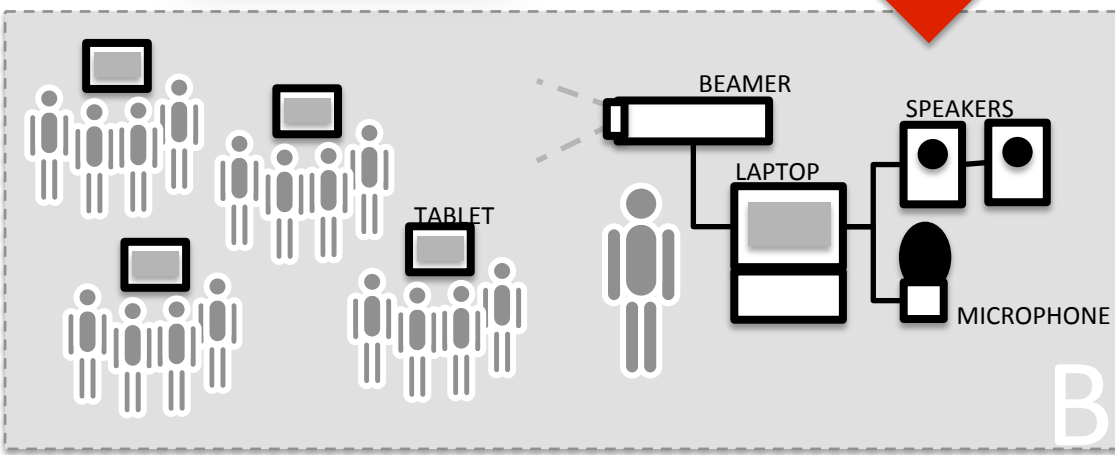 BEAMER
SPEAKERS
LAPTOP
TABLET
MICROPHONE
B